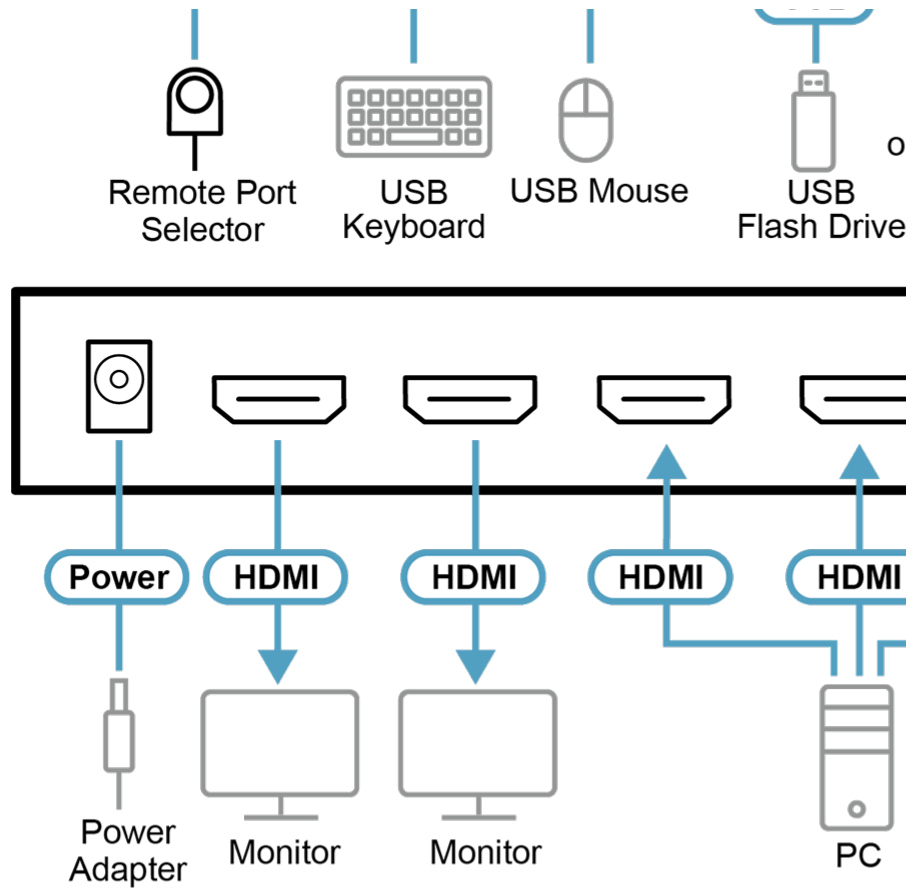 Remote Port
Selector
USB
Keyboard
USB Mouse
USB
Flash Drive
Power
HDMI
HDMI
HDMI
HDMI
Power
Adapter
Monitor
Monitor
PC